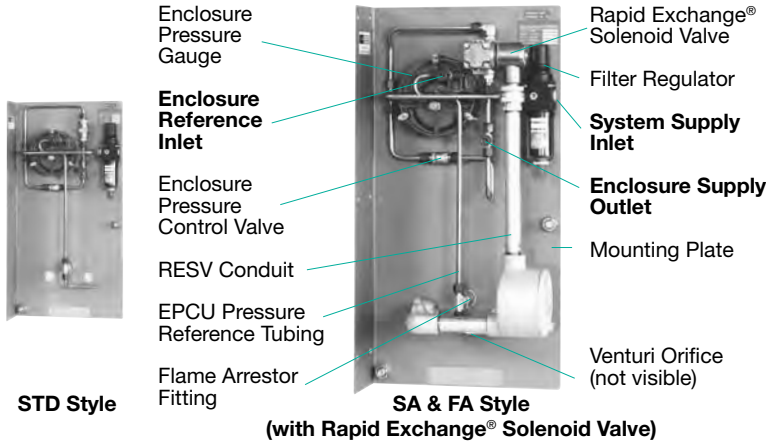 Enclosure
Pressure
Gauge
Enclosure
Reference
Inlet
Enclosure
Pressure
Control Valve
RESV Conduit
EPCU Pressure
Reference Tubing
Flame Arrestor
Fitting
Rapid Exchange®
Solenoid Valve
Filter Regulator
System Supply
Inlet
Enclosure Supply
Outlet
Mounting Plate
Venturi Orifice
(not visible)
STD Style
SA & FA Style
(with Rapid Exchange® Solenoid Valve)